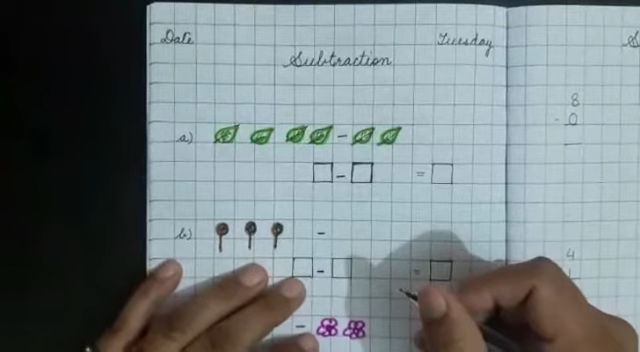 Date Tuesday S
Subtraction
8
- 0
a) -
□ - □ = □
b) -
4
□ - □ = □
-